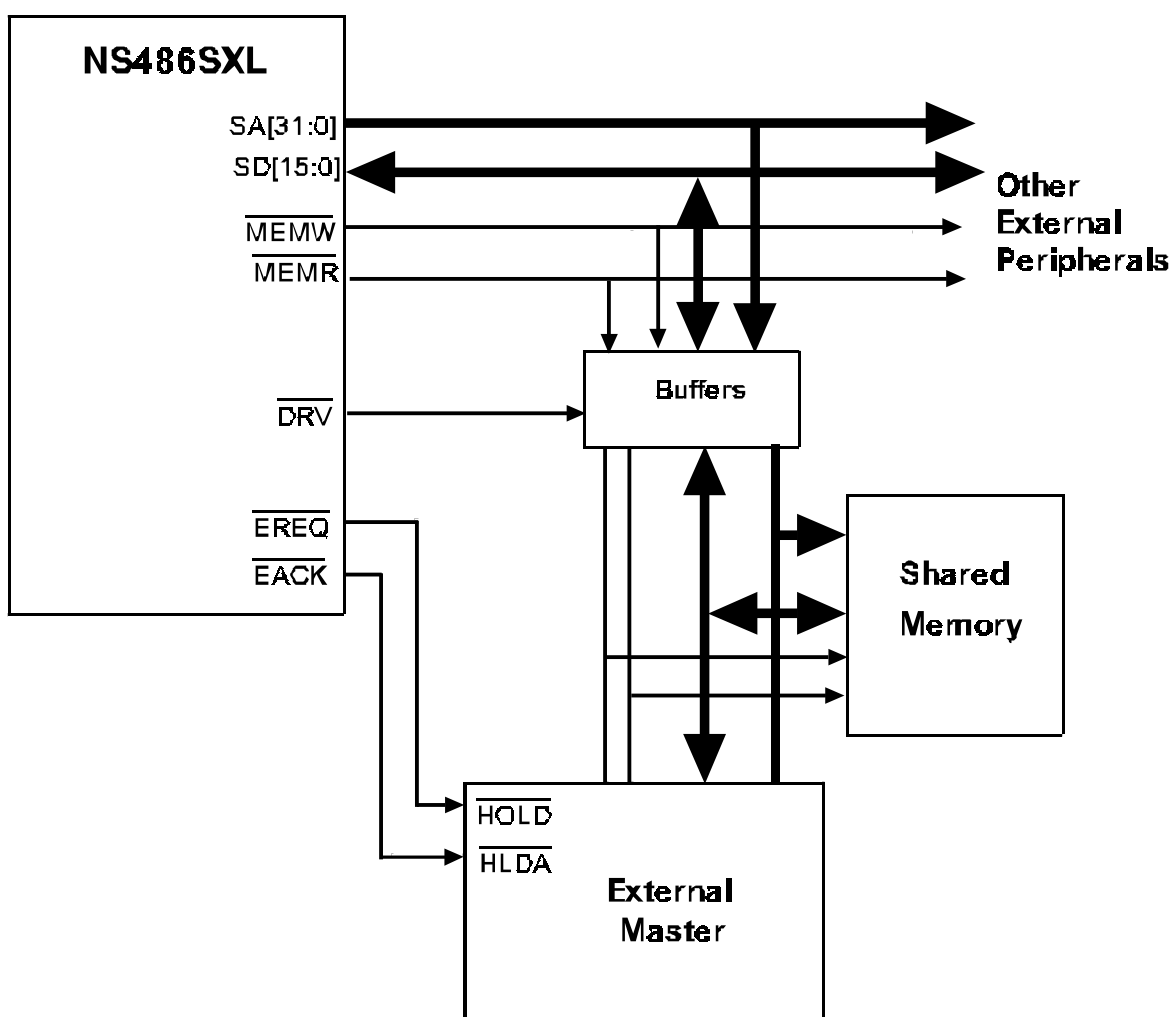 NS486SXL
SA[31:0]
SD[15:0]
MEMW
MEMR
Other
External
Peripherals
Buffers
DRV
EREQ
EACK
Shared
Memory
HOLD
HLDA
External
Master